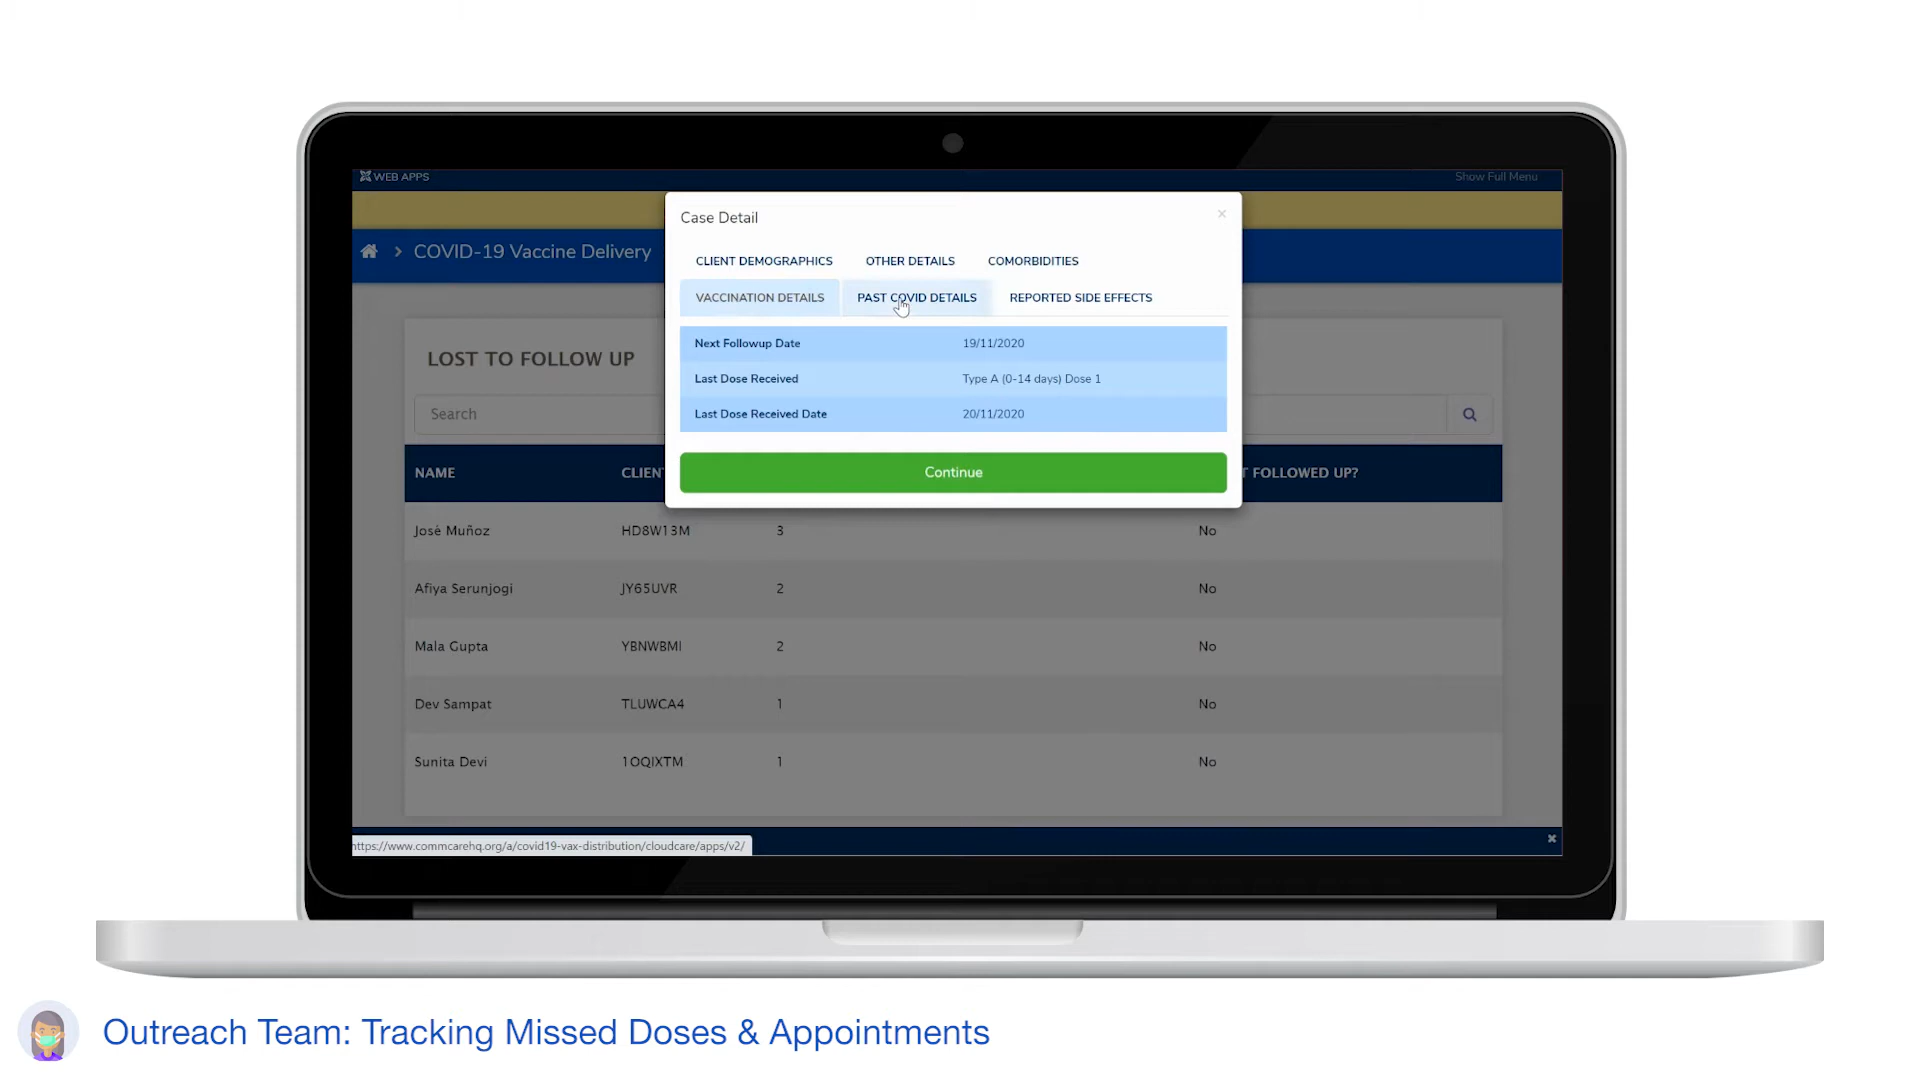 WEB APPS
Show Full Menu
COVID-19 Vaccine Delivery
Case Detail
×
CLIENT DEMOGRAPHICS OTHER DETAILS COMORBIDITIES
VACCINATION DETAILS PAST COVID DETAILS REPORTED SIDE EFFECTS
Next Followup Date 19/11/2020
Last Dose Received Type A (0-14 days) Dose 1
Last Dose Received Date 20/11/2020
Continue
LOST TO FOLLOW UP
Search
NAME CLIEN FOLLOWED UP?
Josè Muñoz HD8W13M 3 No
Afiya Serunjogi JY65UVR 2 No
Mala Gupta YBNWBMI 2 No
Dev Sampat TLUWCA4 1 No
Sunita Devi 1OQIXTM 1 No
https://www.commcarehq.org/a/covid19-vax-distribution/cloudcare/apps/v2/
Outreach Team: Tracking Missed Doses & Appointments